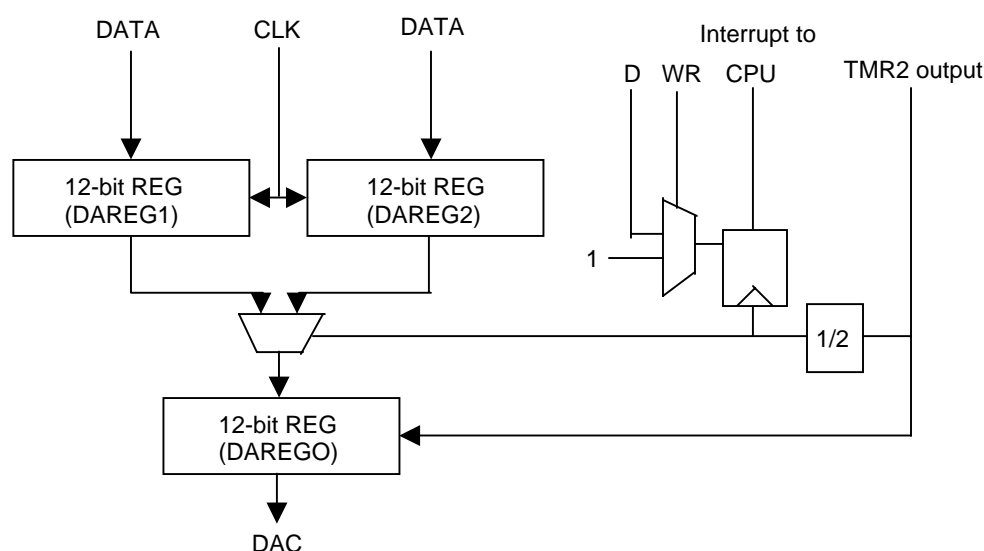 DATA
CLK
DATA
Interrupt to
D WR CPU
TMR2 output
12-bit REG
(DAREG1)
12-bit REG
(DAREG2)
1
1/2
12-bit REG
(DAREGO)
DAC